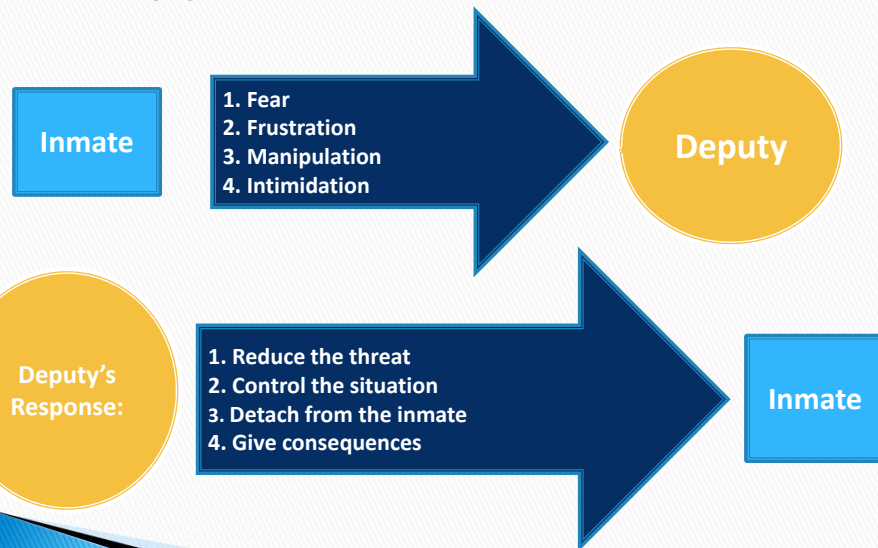 Inmate
1. Fear
2. Frustration
3. Manipulation
4. Intimidation
Deputy
Deputy’s
Response:
1. Reduce the threat
2. Control the situation
3. Detach from the inmate
4. Give consequences
Inmate